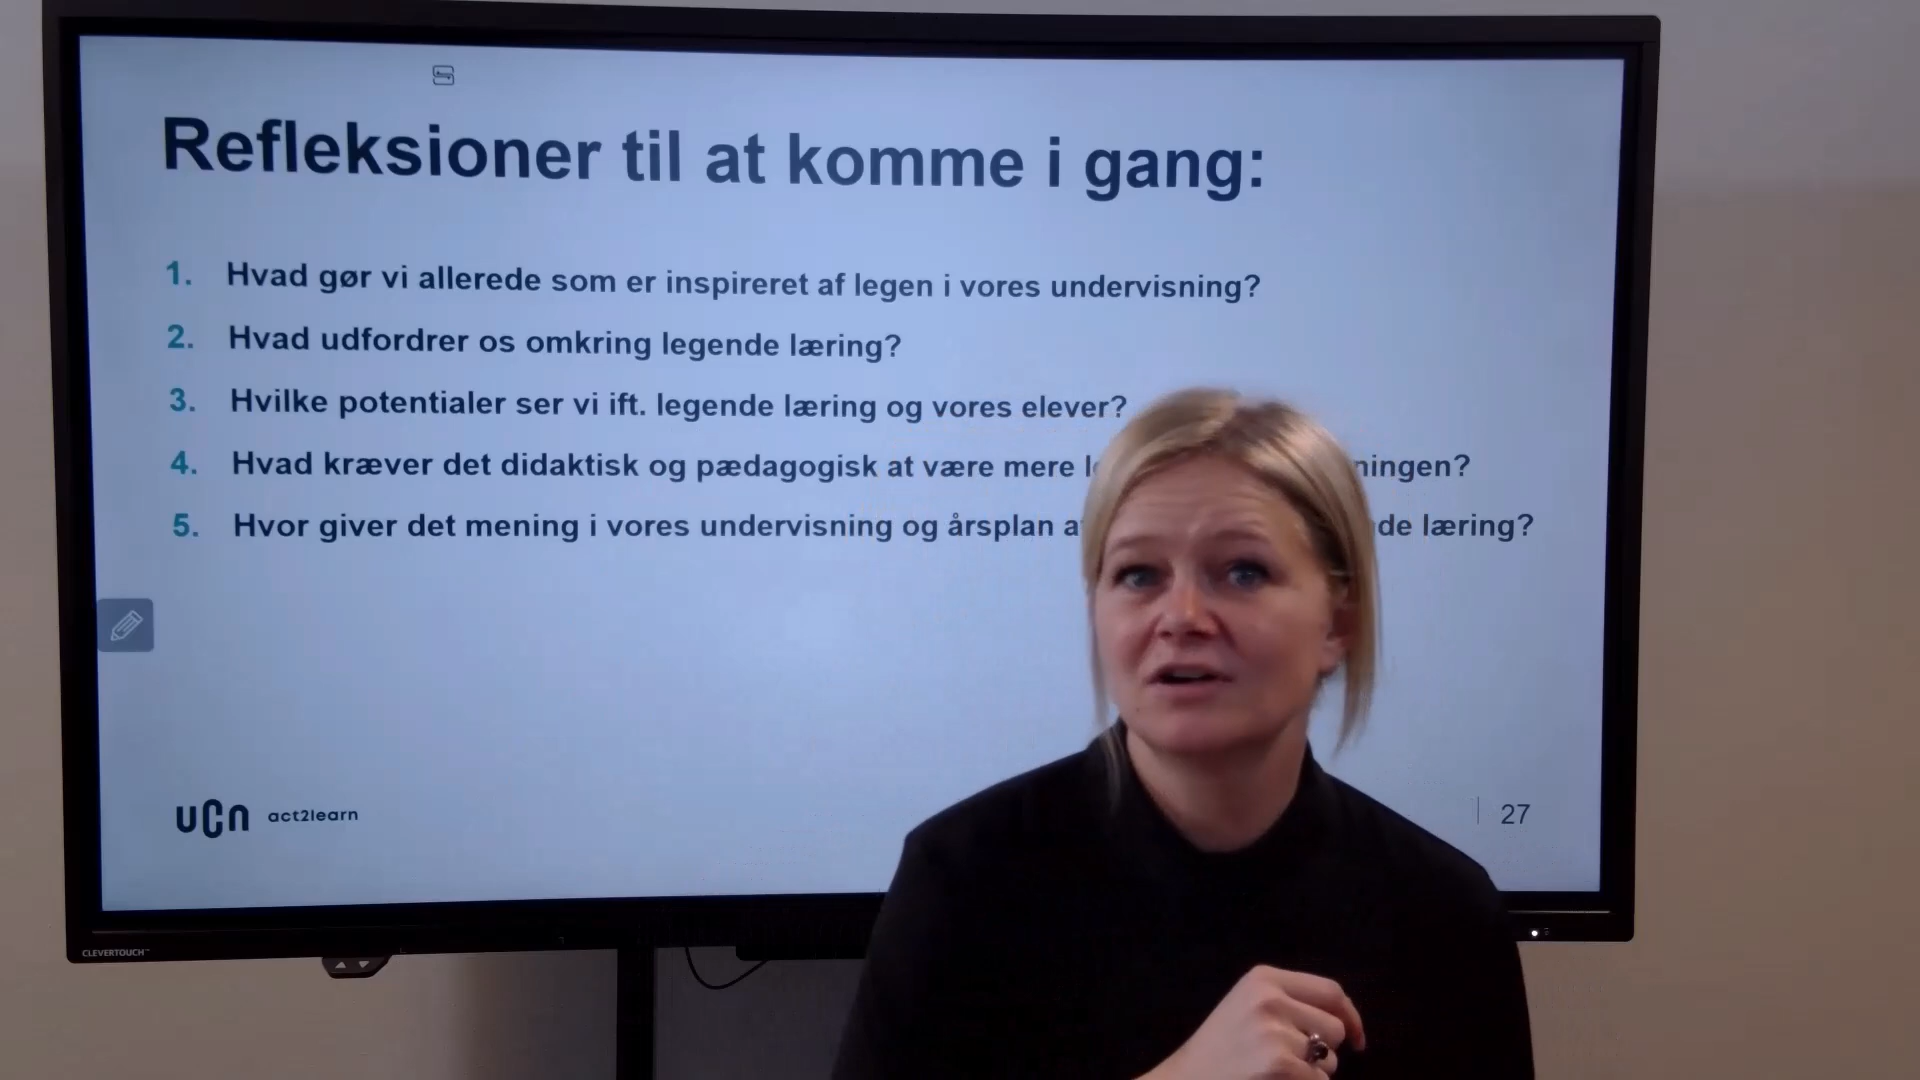 Refleksioner til at komme i gang:
1. Hvad gør vi allerede som er inspireret af legen i vores undervisning?
2. Hvad udfordrer os omkring legende læring?
3. Hvilke potentialer ser vi ift. legende læring og vores elever?
4. Hvad kræver det didaktisk og pædagogisk at være mere
5. Hvor giver det mening i vores undervisning og årsplan læring?
ucn act2learn
27
CLEVERTOUCH